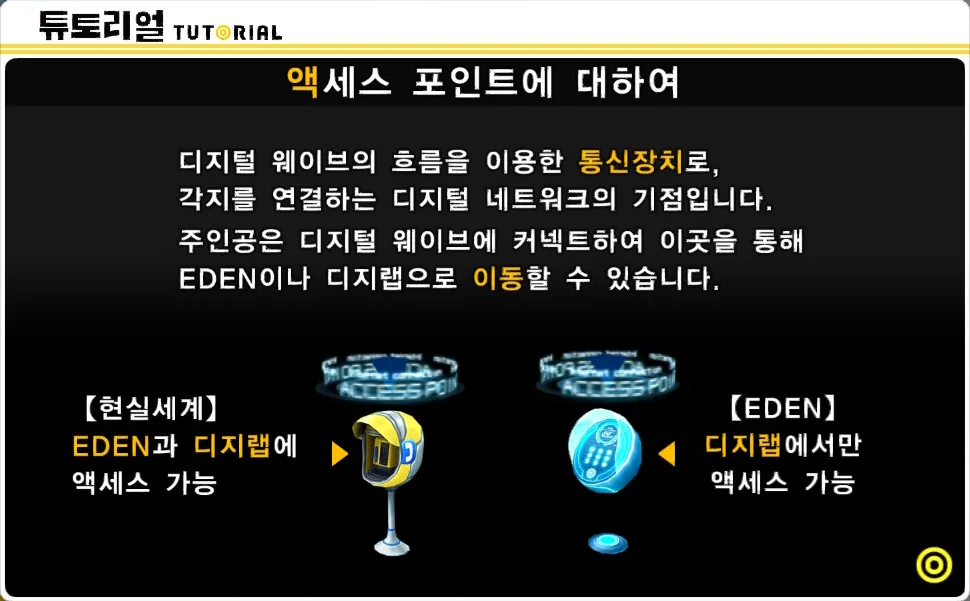 튜토리얼 TUTORIAL
액세스 포인트에 대하여
디지털 웨이브의 흐름을 이용한 통신장치로,
각지를 연결하는 디지털 네트워크의 기점입니다.
주인공은 디지털 웨이브에 커넥트하여 이곳을 통해
EDEN이나 디지랩으로 이동할 수 있습니다.
ACCESS POIN
ACCESS POI
【현실세계】
EDEN과 디지랩에
액세스 가능
【EDEN】
디지랩에서만
액세스 가능